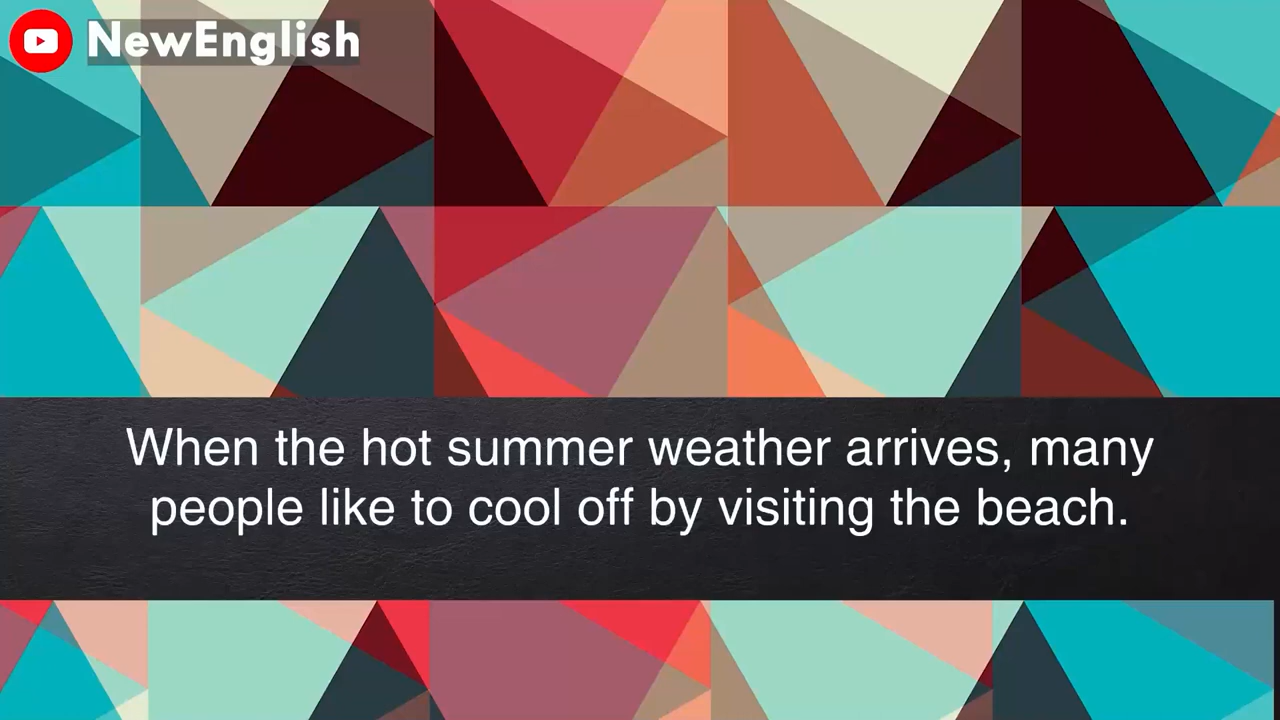 NewEnglish
When the hot summer weather arrives, many
people like to cool off by visiting the beach.